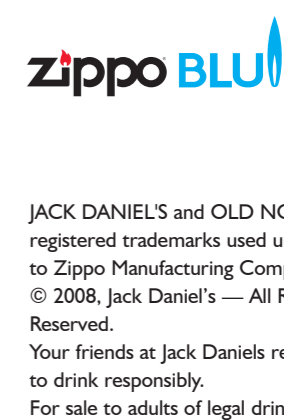 zippo BLU
JACK DANIEL'S and OLD NO
registered trademarks used u
to Zippo Manufacturing Comp
© 2008, Jack Daniel’s — All R
Reserved.
Your friends at Jack Daniels re
to drink responsibly.
For sale to adults of legal drin